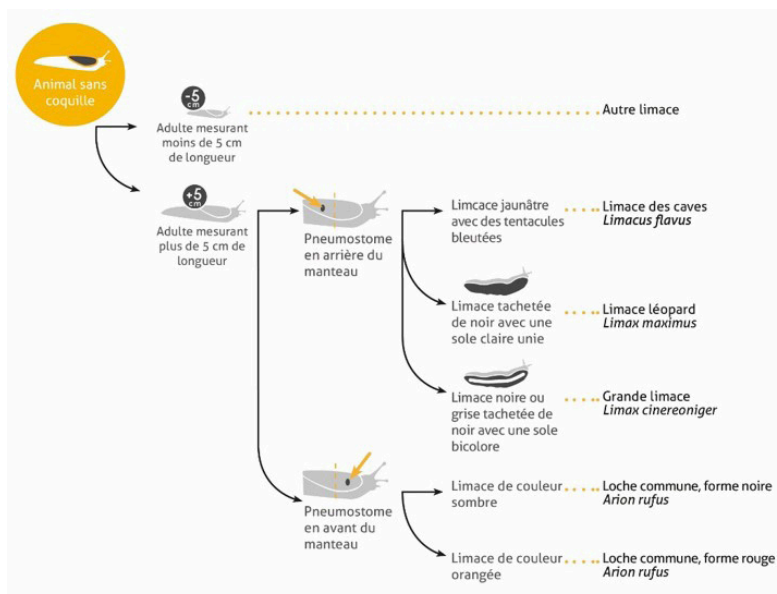 Animal sans
coquille
-5
cm
Adulte mesurant
moins de 5 cm
de longueur
Autre limace
+5
cm
Adulte mesurant
plus de 5 cm de
longueur
Pneumostome
en arrière du
manteau
Limcace jaunâtre
avec des tentacules
bleutées
Limace des caves
Limacus flavus
Limace tachetée
de noir avec une
sole claire unie
Limace léopard
Limax maximus
Limace noire ou
grise tachetée de
noir avec une sole
bicolore
Grande limace
Limax cinereoniger
Pneumostome
en avant du
manteau
Limace de couleur
sombre
Loche commune, forme noire
Arion rufus
Limace de couleur
orangée
Loche commune, forme rouge
Arion rufus